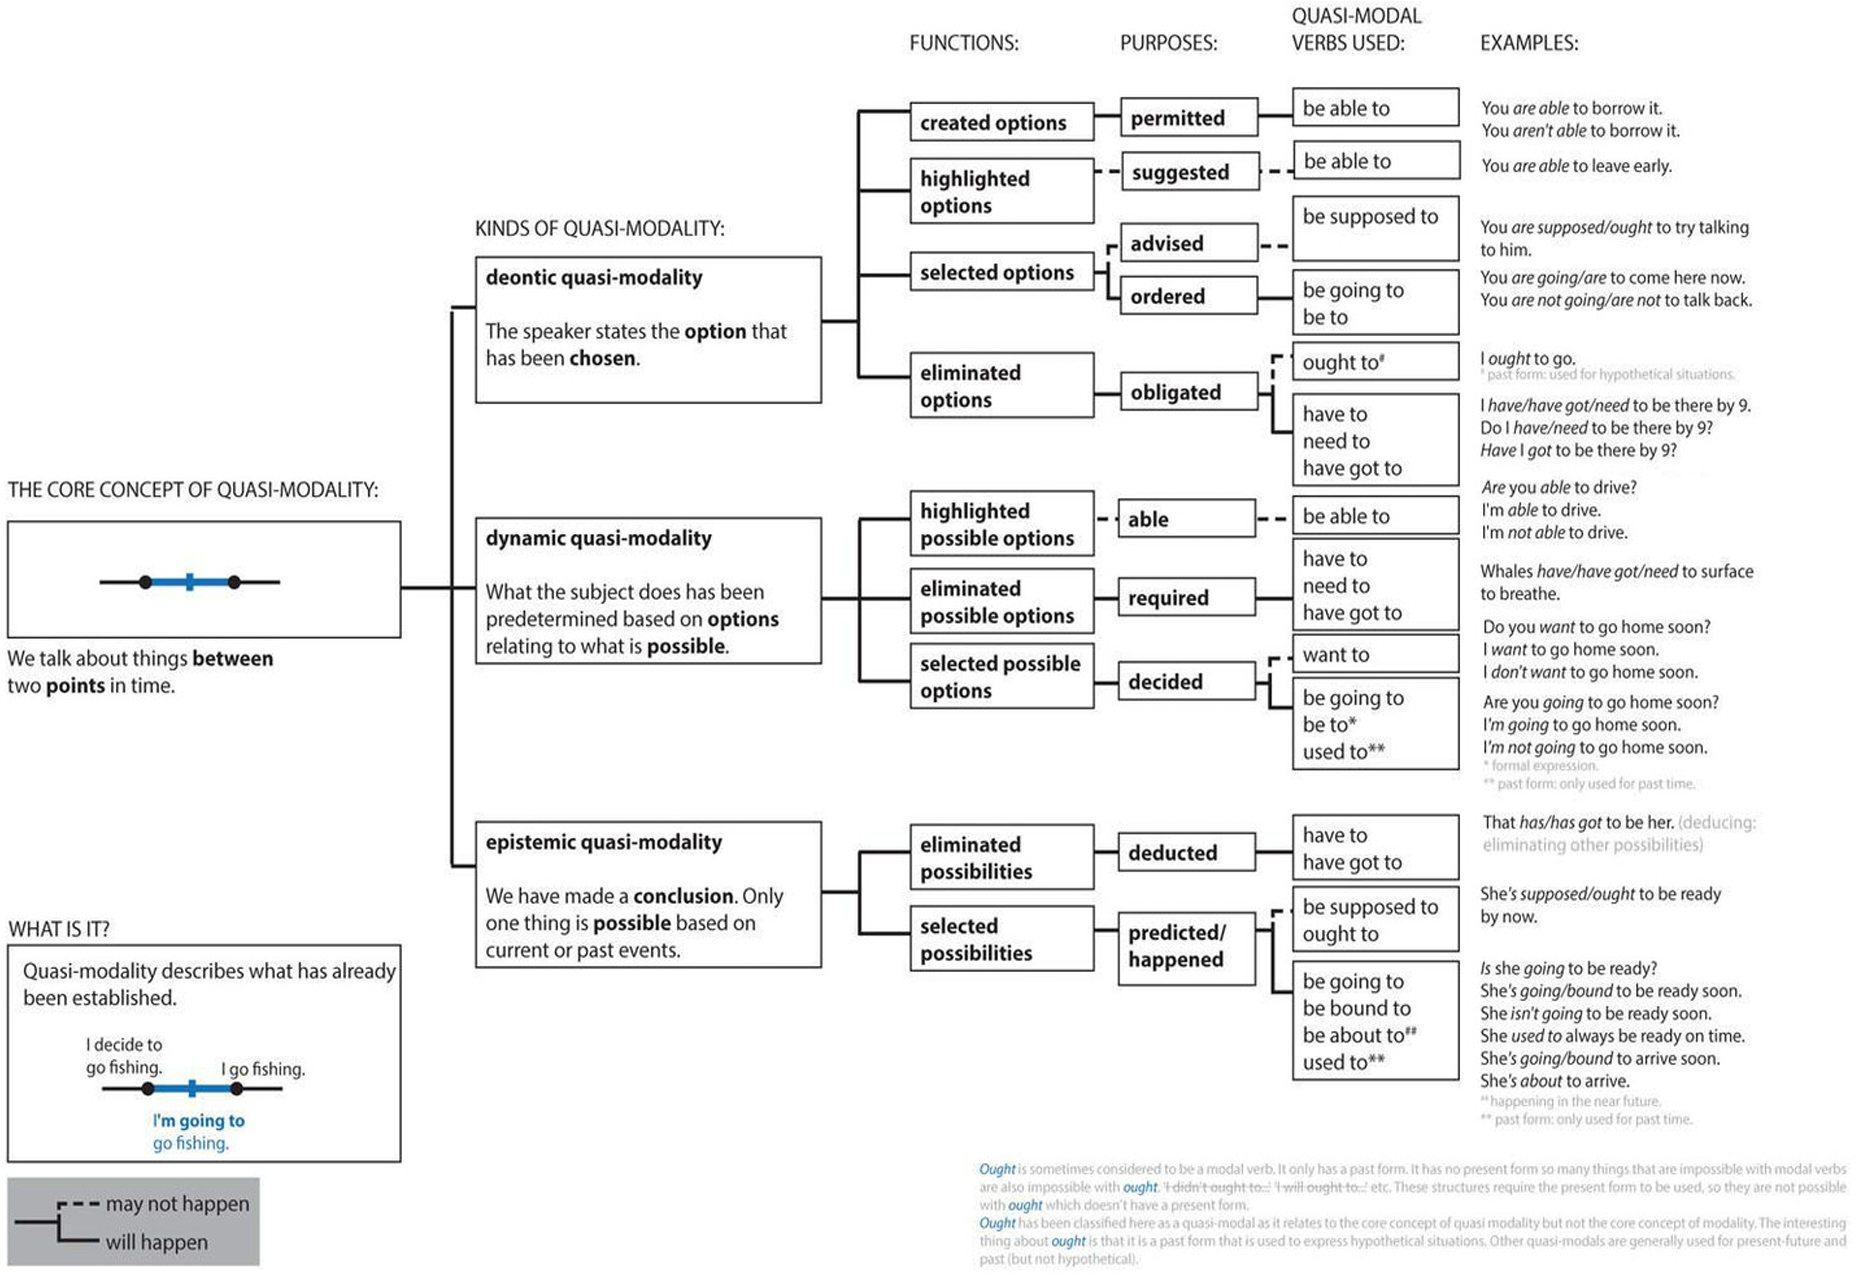 FUNCTIONS:
PURPOSES:
QUASI-MODAL
VERBS USED:
EXAMPLES:
created options
permitted
be able to
You are able to borrow it.
You aren't able to borrow it.
highlighted
options
suggested
be able to
You are able to leave early.
selected options
advised
be supposed to
You are supposed/ought to try talking
to him.
ordered
be going to
be to
You are going/are to come here now.
You are not going/are not to talk back.
eliminated
options
obligated
ought to#
I ought to go.
# past form: used for hypothetical situations.
have to
need to
have got to
I have/have got/need to be there by 9.
Do I have/need to be there by 9?
Have I got to be there by 9?
KINDS OF QUASI-MODALITY:
deontic quasi-modality
The speaker states the option that
has been chosen.
THE CORE CONCEPT OF QUASI-MODALITY:
We talk about things between
two points in time.
dynamic quasi-modality
What the subject does has been
predetermined based on options
relating to what is possible.
highlighted
possible options
able
be able to
Are you able to drive?
I'm able to drive.
I'm not able to drive.
eliminated
possible options
required
have to
need to
have got to
Whales have/have got/need to surface
to breathe.
selected possible
options
decided
want to
Do you want to go home soon?
I want to go home soon.
I don't want to go home soon.
be going to
be to*
used to**
Are you going to go home soon?
I'm going to go home soon.
I'm not going to go home soon.
* formal expression.
** past form: only used for past time.
epistemic quasi-modality
We have made a conclusion. Only
one thing is possible based on
current or past events.
eliminated
possibilities
deducted
have to
have got to
That has/has got to be her. (deducing:
eliminating other possibilities)
selected
possibilities
predicted/
happened
be supposed to
ought to
She's supposed/ought to be ready
by now.
be going to
be bound to
be about to##
used to**
Is she going to be ready?
She's going/bound to be ready soon.
She isn't going to be ready soon.
She used to always be ready on time.
She's going/bound to arrive soon.
She's about to arrive.
## happening in the near future.
** past form: only used for past time.
WHAT IS IT?
Quasi-modality describes what has already
been established.
I decide to
go fishing.
I go fishing.
I'm going to
go fishing.
may not happen
will happen
Ought is sometimes considered to be a modal verb. It only has a past form. It has no present form so many things that are impossible with modal verbs
are also impossible with ought. 'I didn't ought to...' 'I will ought to...' etc. These structures require the present form to be used, so they are not possible
with ought which doesn't have a present form.
Ought has been classified here as a quasi-modal as it relates to the core concept of quasi modality but not the core concept of modality. The interesting
thing about ought is that it is a past form that is used to express hypothetical situations. Other quasi-modals are generally used for present-future and
past (but not hypothetical).